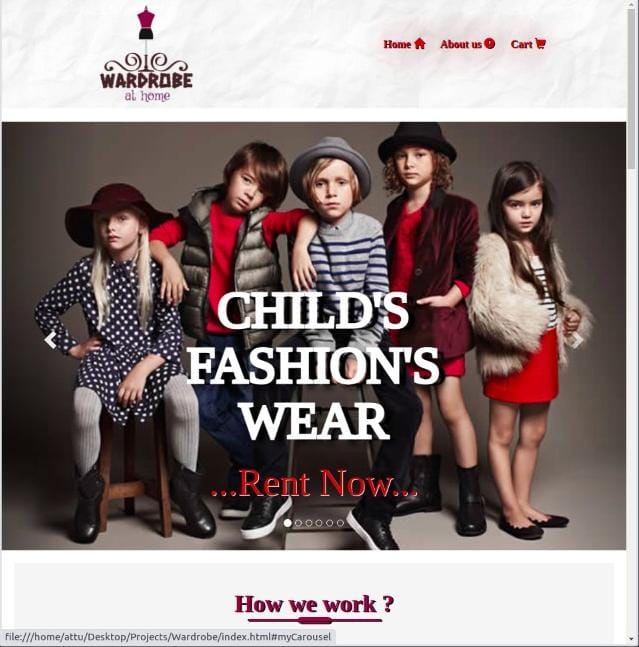 Home About us Cart
WARDROBE
at home
CHILD'S
FASHION'S
WEAR
...Rent Now...
How we work ?
file:///home/attu/Desktop/Projects/Wardrobe/index.html#myCarousel